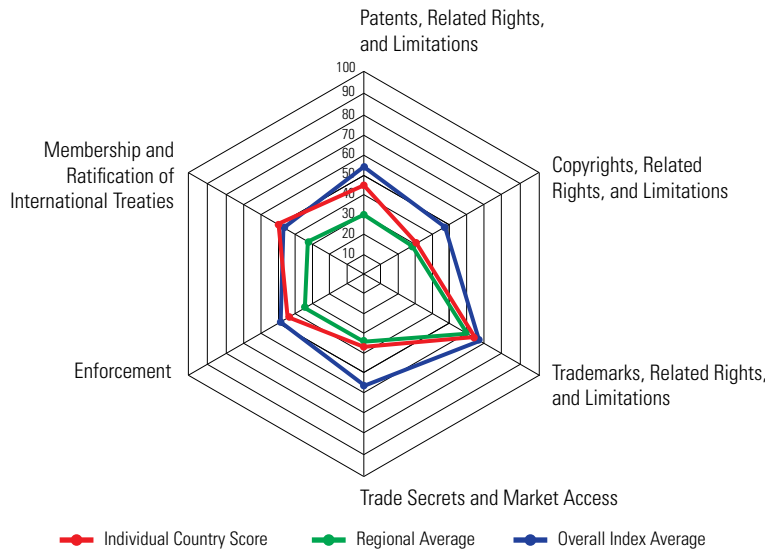 Patents, Related Rights,
and Limitations
100
90
80
70
60
50
40
30
20
10
Membership and
Ratification of
International Treaties
Copyrights, Related
Rights, and Limitations
Enforcement
Trademarks, Related Rights,
and Limitations
Trade Secrets and Market Access
Individual Country Score
Regional Average
Overall Index Average